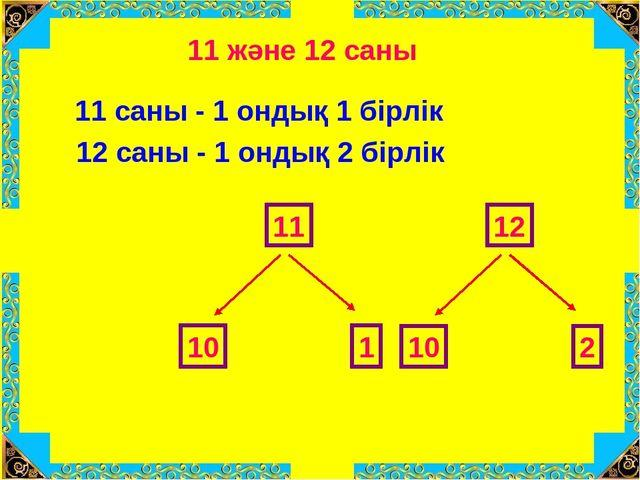 11 және 12 саны
11 саны - 1 ондық 1 бірлік
12 саны - 1 ондық 2 бірлік
11 12
10 1 10 2